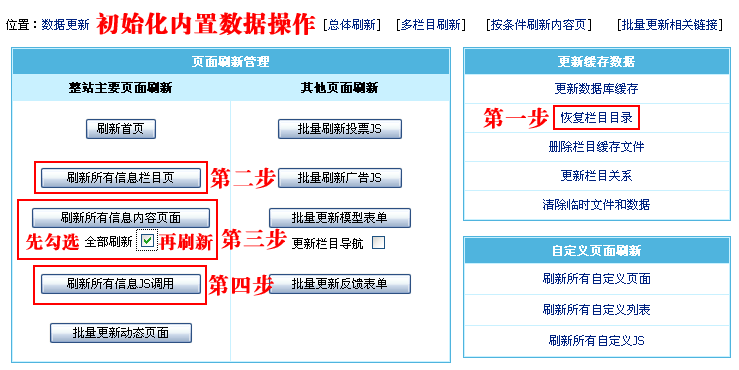 位置：数据更新 初始化内置数据操作 [总体刷新] [多栏目刷新] [按条件刷新内容页] [批量更新相关链接]
页面刷新管理
整站主要页面刷新 其他页面刷新
刷新首页 批量刷新投票JS
刷新所有信息栏目页 第二步 批量刷新广告JS
刷新所有信息内容页面 批量更新模型表单
先勾选 全部刷新 再刷新 第三步 更新栏目导航
刷新所有信息JS调用 第四步 批量更新反馈表单
批量更新动态页面
更新缓存数据
更新数据库缓存
第一步 恢复栏目目录
删除栏目缓存文件
更新栏目关系
清除临时文件和数据
自定义页面刷新
刷新所有自定义页面
刷新所有自定义列表
刷新所有自定义JS